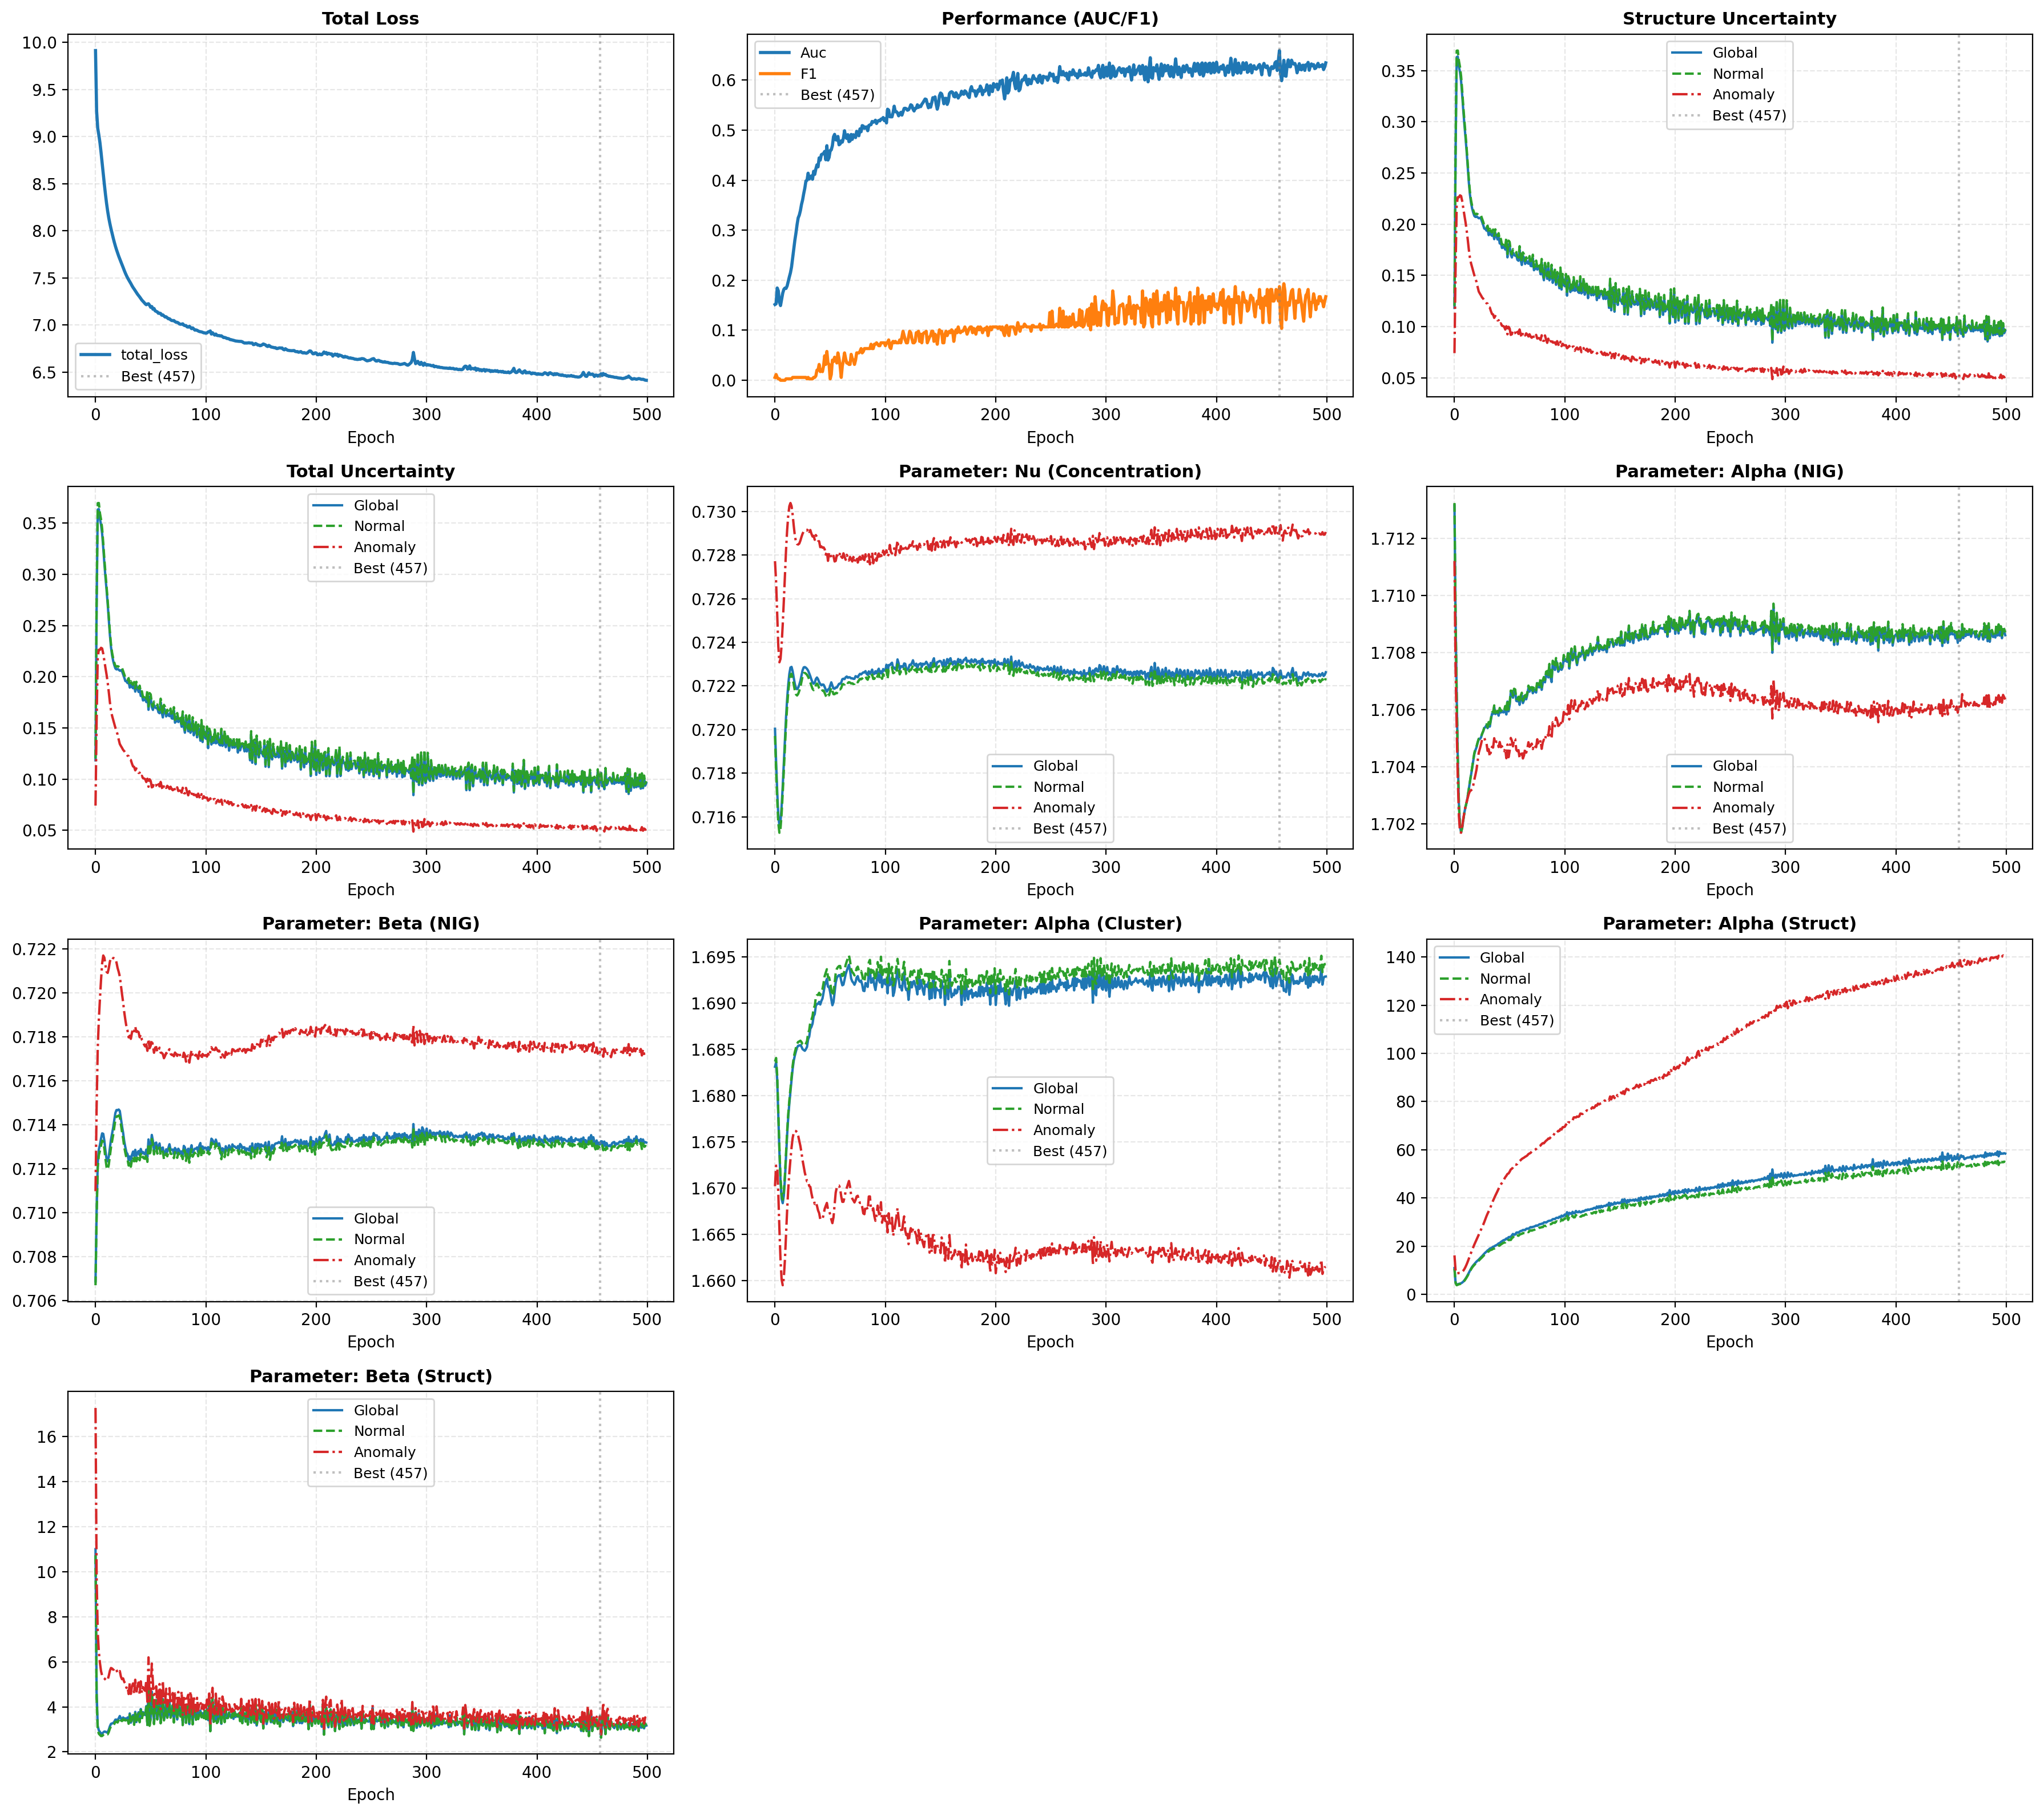 Total Loss
10.0
9.5
9.0
8.5
8.0
7.5
7.0
6.5
total_loss
Best (457)
0 100 200 300 400 500
Epoch
Performance (AUC/F1)
0.6
0.5
0.4
0.3
0.2
0.1
0.0
Auc
F1
Best (457)
0 100 200 300 400 500
Epoch
Structure Uncertainty
0.35
0.30
0.25
0.20
0.15
0.10
0.05
Global
Normal
Anomaly
Best (457)
0 100 200 300 400 500
Epoch
Total Uncertainty
0.35
0.30
0.25
0.20
0.15
0.10
0.05
Global
Normal
Anomaly
Best (457)
0 100 200 300 400 500
Epoch
Parameter: Nu (Concentration)
0.730
0.728
0.726
0.724
0.722
0.720
0.718
0.716
Global
Normal
Anomaly
Best (457)
0 100 200 300 400 500
Epoch
Parameter: Alpha (NIG)
1.712
1.710
1.708
1.706
1.704
1.702
Global
Normal
Anomaly
Best (457)
0 100 200 300 400 500
Epoch
Parameter: Beta (NIG)
0.722
0.720
0.718
0.716
0.714
0.712
0.710
0.708
0.706
Global
Normal
Anomaly
Best (457)
0 100 200 300 400 500
Epoch
Parameter: Alpha (Cluster)
1.695
1.690
1.685
1.680
1.675
1.670
1.665
1.660
Global
Normal
Anomaly
Best (457)
0 100 200 300 400 500
Epoch
Parameter: Alpha (Struct)
140
120
100
80
60
40
20
0
Global
Normal
Anomaly
Best (457)
0 100 200 300 400 500
Epoch
Parameter: Beta (Struct)
16
14
12
10
8
6
4
2
Global
Normal
Anomaly
Best (457)
0 100 200 300 400 500
Epoch